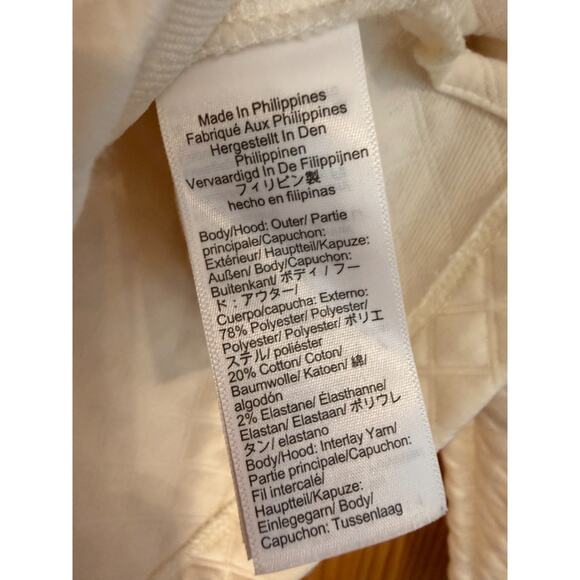 Made In Philippines
Fabriqué Aux Philippines
Hergestellt In Den
Philippinen
Vervaardigd In De Filippijnen
フィリピン製
hecho en filipinas
Body/Hood: Outer/ Partie
principale/Capuchon:
Extérieur/ Hauptteil/Kapuze:
Außen/ Body/Capuchon:
Buitenkant/ ボディ / フー
ド : アウター/
Cuerpo/capucha: Externo:
78% Polyester/ Polyester/
Polyester/ Polyester/ ポリエ
ステル/ poliéster
20% Cotton/ Coton/
Baumwolle/ Katoen/ 綿/
algodón
2% Elastane/ Élasthanne/
Elastan/ Elastaan/ ポリウレ
タン/ elastano
Body/Hood: Interlay Yarn/
Partie principale/Capuchon:
Fil intercalé/
Hauptteil/Kapuze:
Einlegegarn/ Body/
Capuchon: Tussenlaag